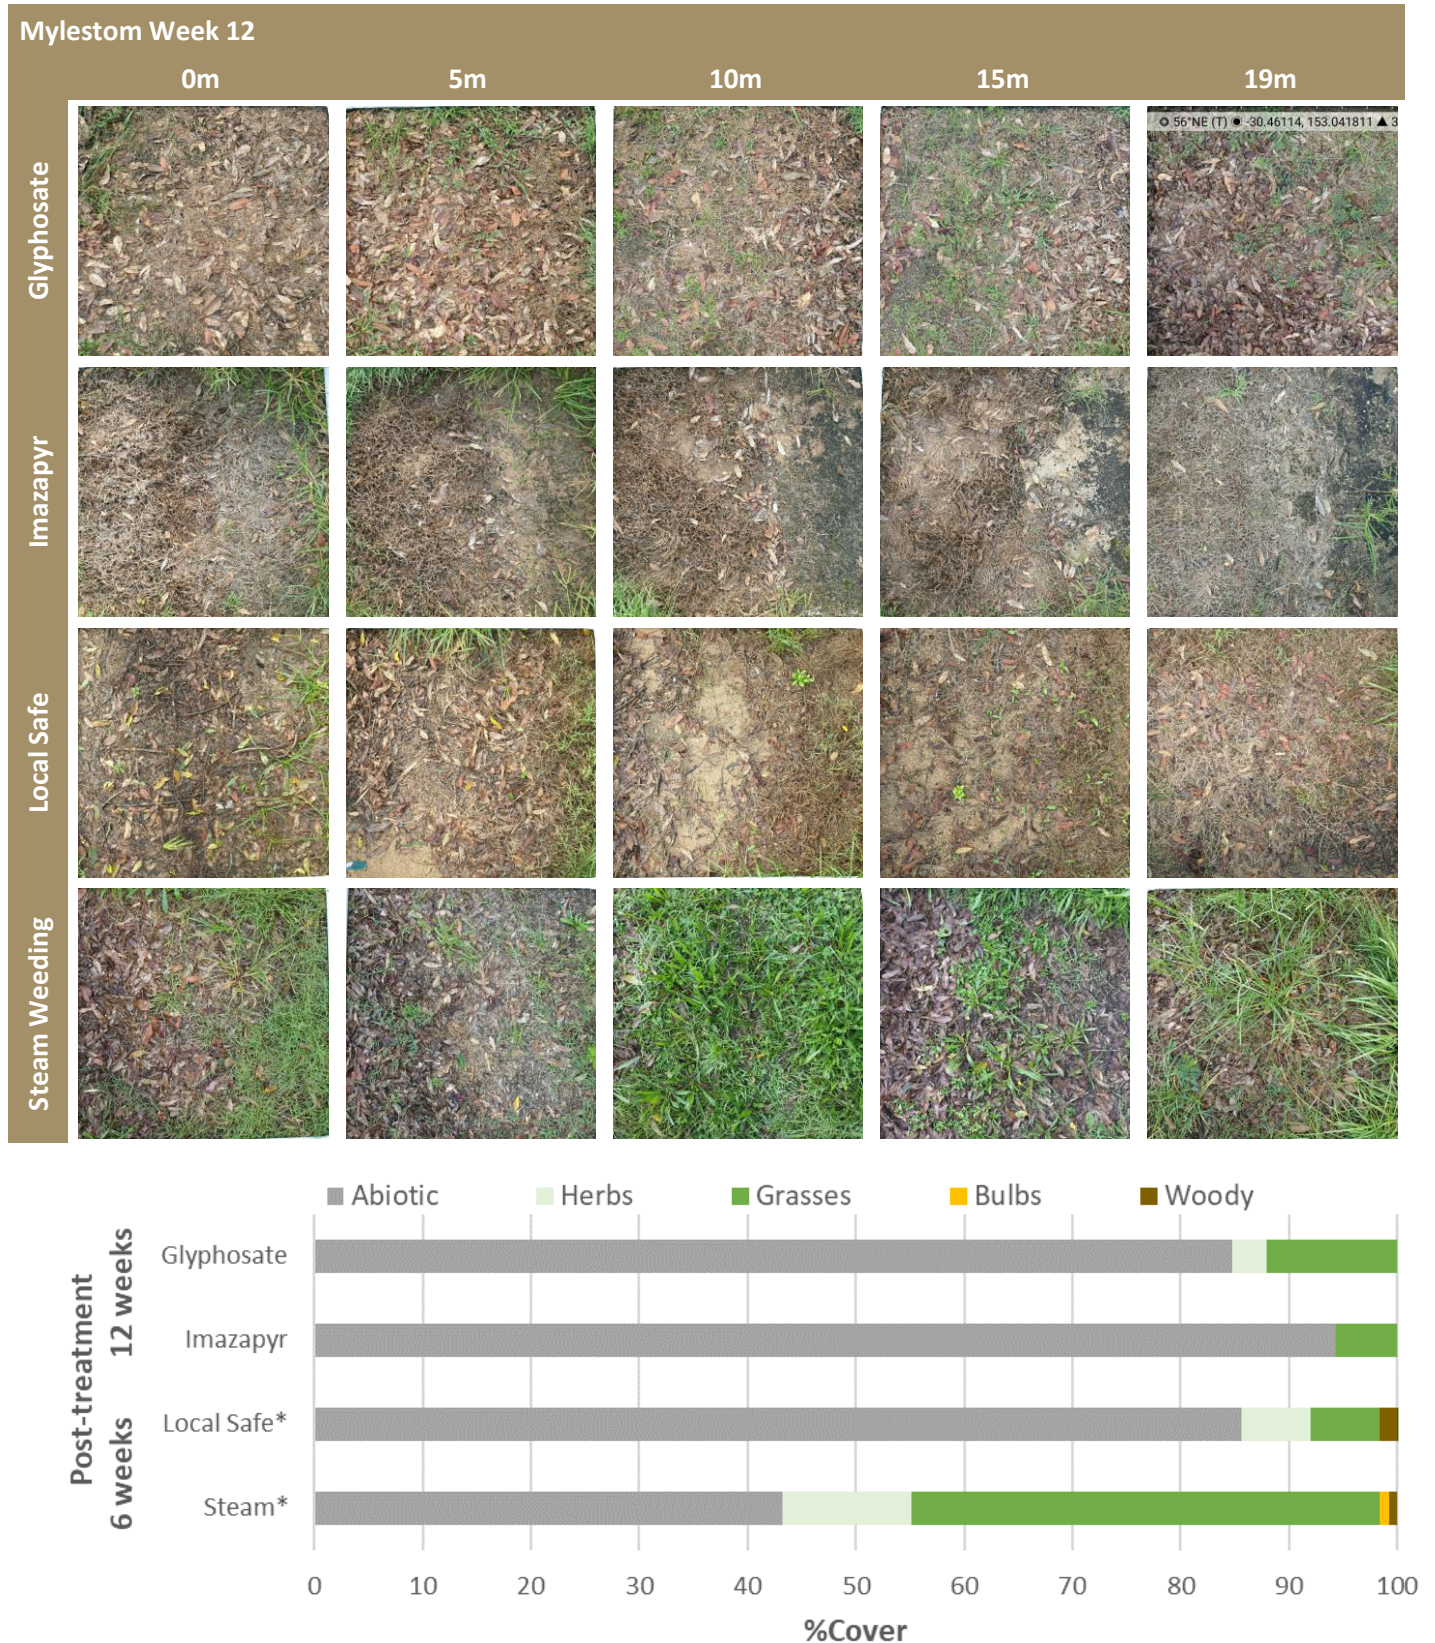 Mylestom Week 12
0m 5m 10m 15m 19m
Glyphosate
56°NE (T) -30.46114, 153.041811 ▲ 3
Imazapyr
Local Safe
Steam Weeding
Abiotic Herbs Grasses Bulbs Woody
Post-treatment
12 weeks
6 weeks
Glyphosate
Imazapyr
Local Safe*
Steam*
0 10 20 30 40 50 60 70 80 90 100
%Cover